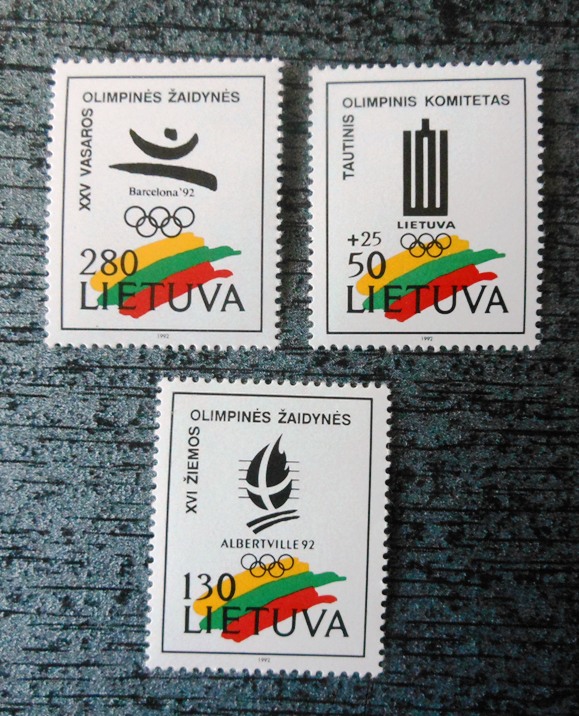 XXV VASAROS
OLIMPINĖS ŽAIDYNĖS
Barcelona'92
280
LIETUVA
1992
TAUTINIS
OLIMPINIS KOMITETAS
LIETUVA
+25
50
LIETUVA
1992
XVI ŽIEMOS
OLIMPINĖS ŽAIDYNĖS
ALBERTVILLE 92
130
LIETUVA
1992